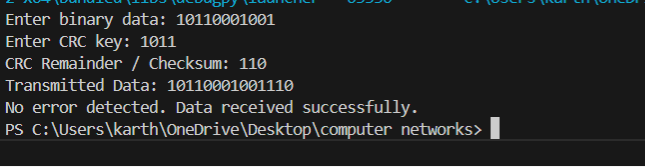 Enter binary data: 10110001001
Enter CRC key: 1011
CRC Remainder / Checksum: 110
Transmitted Data: 10110001001110
No error detected. Data received successfully.
PS C:\Users\karth\OneDrive\Desktop\computer networks>